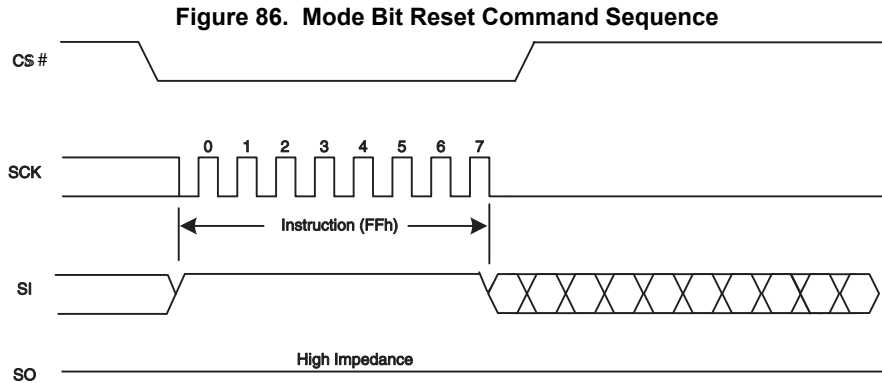 Figure 86. Mode Bit Reset Command Sequence
CS #
0 1 2 3 4 5 6 7
SCK
Instruction (FFh)
SI
High Impedance
SO